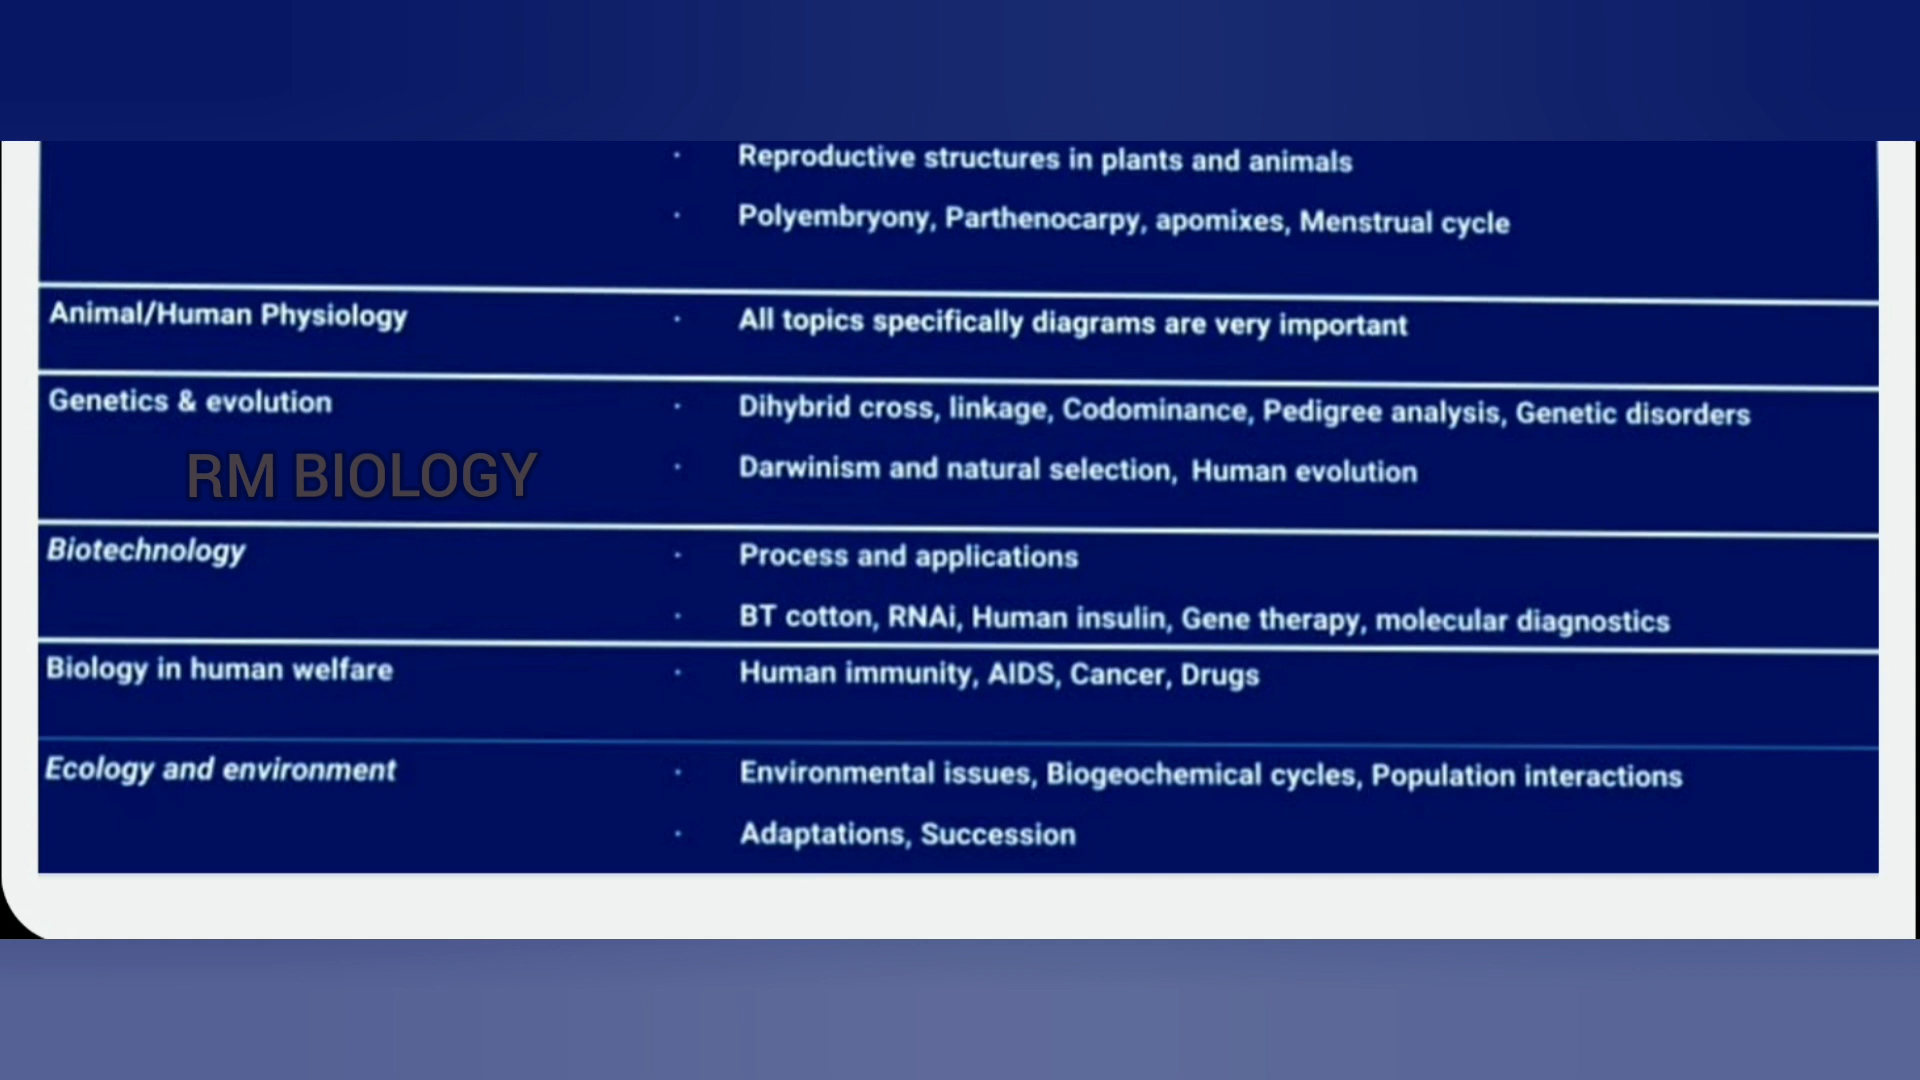 Reproductive structures in plants and animals
Polyembryony, Parthenocarpy, apomixes, Menstrual cycle
Animal/Human Physiology
All topics specifically diagrams are very important
Genetics & evolution
Dihybrid cross, linkage, Codominance, Pedigree analysis, Genetic disorders
RM BIOLOGY
Darwinism and natural selection, Human evolution
Biotechnology
Process and applications
BT cotton, RNAi, Human insulin, Gene therapy, molecular diagnostics
Biology in human welfare
Human immunity, AIDS, Cancer, Drugs
Ecology and environment
Environmental issues, Biogeochemical cycles, Population interactions
Adaptations, Succession